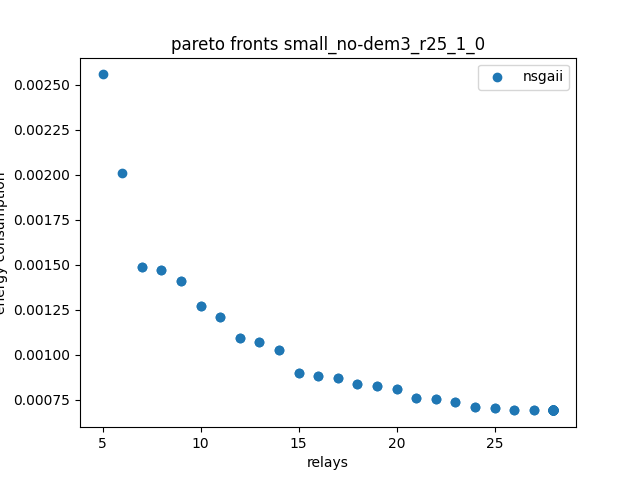 pareto fronts small_no-dem3_r25_1_0
nsgaii
0.00250
0.00225
0.00200
0.00175
0.00150
0.00125
0.00100
0.00075
energy consumption
5 10 15 20 25
relays